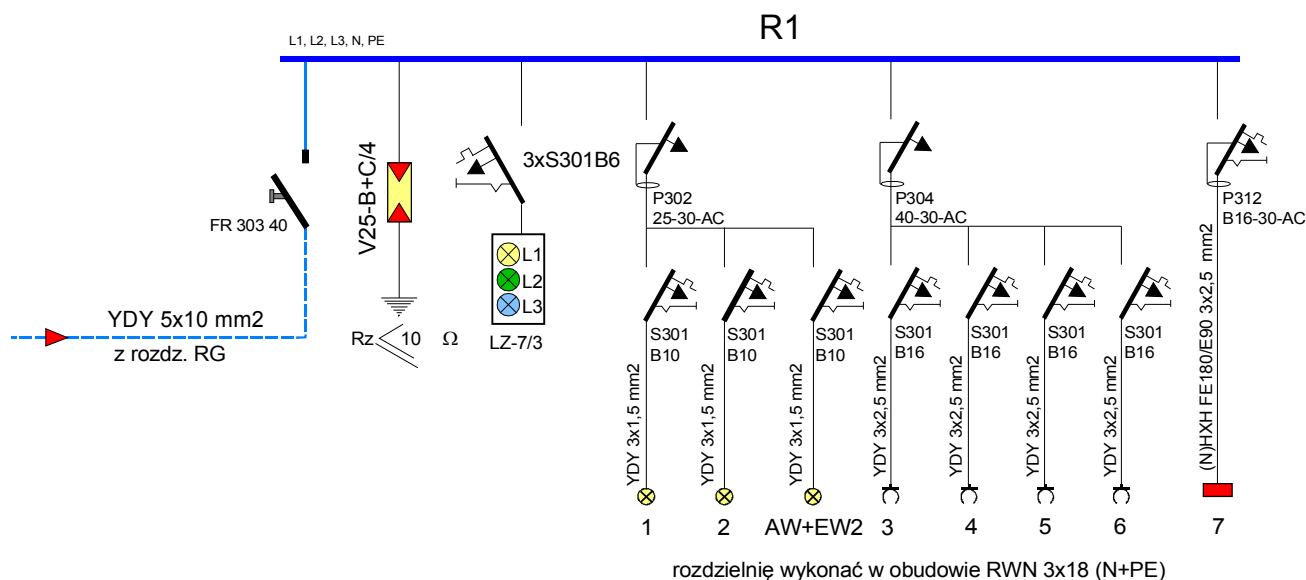 R1
L1, L2, L3, N, PE
3xS301B6
V25-B+C/4
FR 303 40
P302
25-30-AC
P304
40-30-AC
P312
B16-30-AC
L1
L2
L3
YDY 5x10 mm2
z rozdz. RG
Rz
10 Ω
LZ-7/3
S301
B10
S301
B10
S301
B10
S301
B16
S301
B16
S301
B16
S301
B16
YDY 3x1,5 mm2
YDY 3x1,5 mm2
YDY 3x1,5 mm2
YDY 3x2,5 mm2
YDY 3x2,5 mm2
YDY 3x2,5 mm2
YDY 3x2,5 mm2
(N)HXH FE180/E90 3x2,5 mm2
1 2 AW+EW2 3 4 5 6 7
rozdzielnię wykonać w obudowie RWN 3x18 (N+PE)